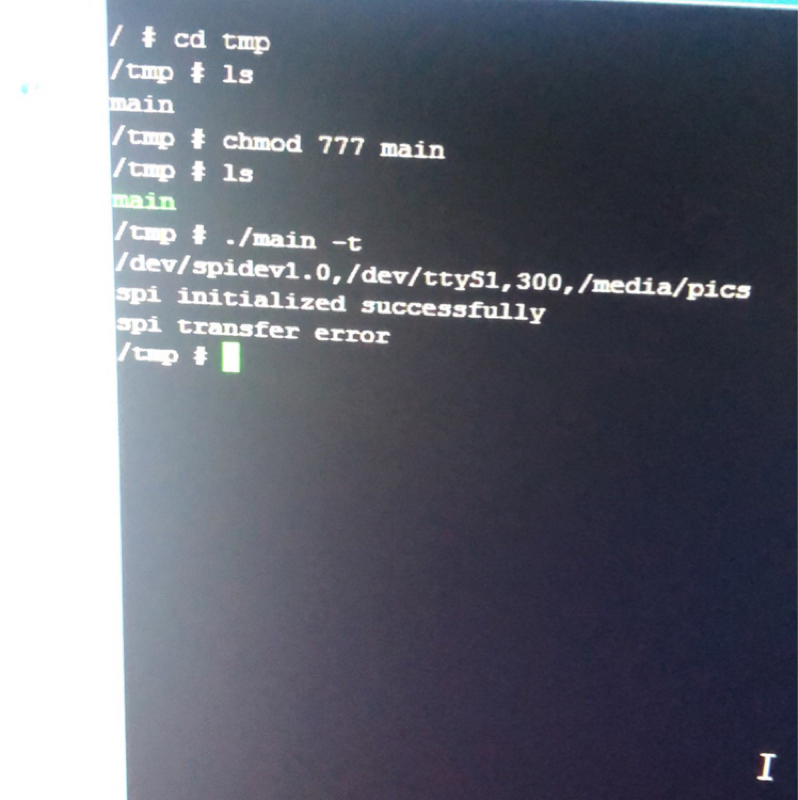 / # cd tmp
/tmp # ls
main
/tmp # chmod 777 main
/tmp # ls
main
/tmp # ./main -t
/dev/spidev1.0,/dev/ttyS1,300,/media/pics
spi initialized successfully
spi transfer error
/tmp #